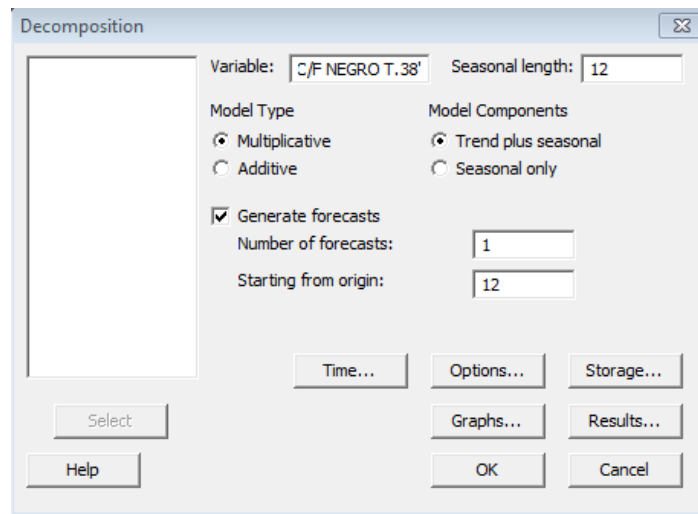 Decomposition
Variable: C/F NEGRO T.38' Seasonal length: 12
Model Type Model Components
Multiplicative Trend plus seasonal
Additive Seasonal only
Generate forecasts
Number of forecasts: 1
Starting from origin: 12
Time... Options... Storage...
Select Graphs... Results...
Help OK Cancel